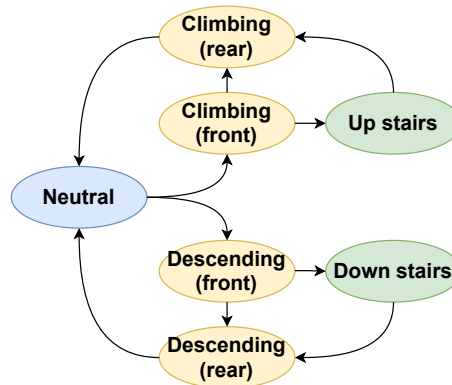 Climbing
(rear)
Climbing
(front)
Up stairs
Neutral
Descending
(front)
Down stairs
Descending
(rear)